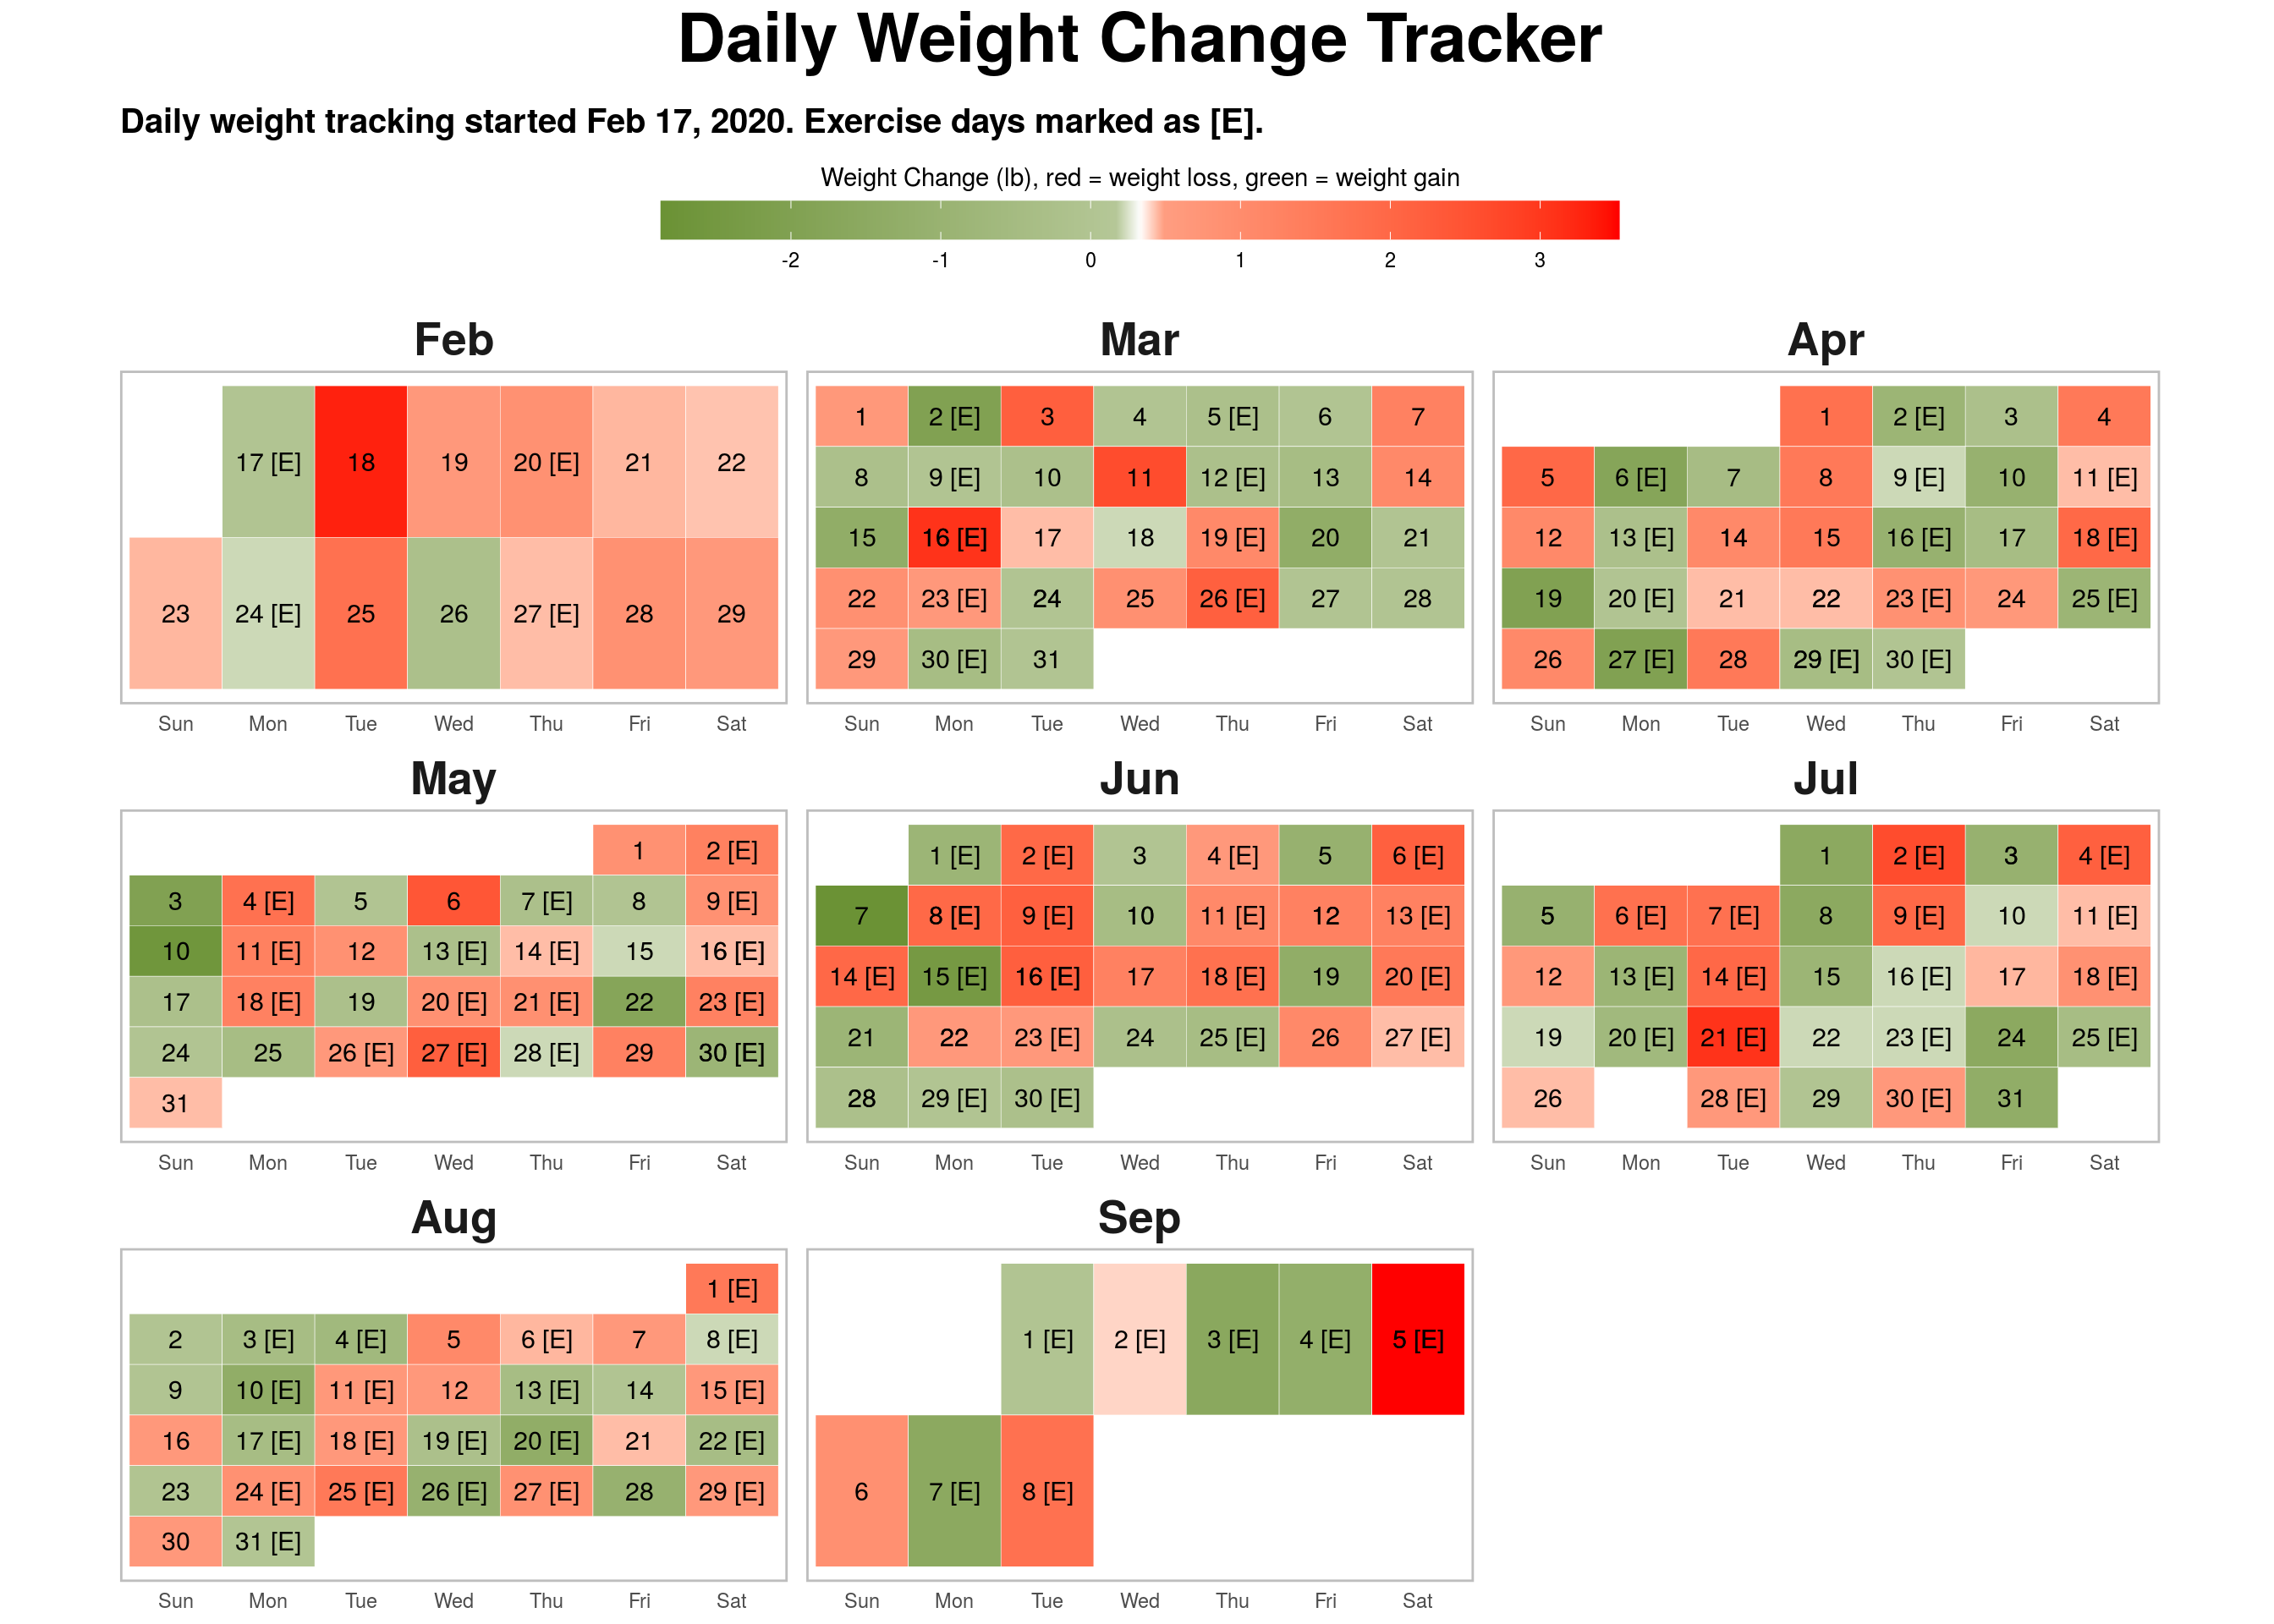 Daily Weight Change Tracker
Daily weight tracking started Feb 17, 2020. Exercise days marked as [E].
Weight Change (lb), red = weight loss, green = weight gain
-2 -1 0 1 2 3
Feb
17 [E] 18 19 20 [E] 21 22
23 24 [E] 25 26 27 [E] 28 29
Sun Mon Tue Wed Thu Fri Sat
Mar
1 2 [E] 3 4 5 [E] 6 7
8 9 [E] 10 11 12 [E] 13 14
15 16 [E] 17 18 19 [E] 20 21
22 23 [E] 24 25 26 [E] 27 28
29 30 [E] 31
Sun Mon Tue Wed Thu Fri Sat
Apr
1 2 [E] 3 4
5 6 [E] 7 8 9 [E] 10 11 [E]
12 13 [E] 14 15 16 [E] 17 18 [E]
19 20 [E] 21 22 23 [E] 24 25 [E]
26 27 [E] 28 29 [E] 30 [E]
Sun Mon Tue Wed Thu Fri Sat
May
1 2 [E]
3 4 [E] 5 6 7 [E] 8 9 [E]
10 11 [E] 12 13 [E] 14 [E] 15 16 [E]
17 18 [E] 19 20 [E] 21 [E] 22 23 [E]
24 25 26 [E] 27 [E] 28 [E] 29 30 [E]
31
Sun Mon Tue Wed Thu Fri Sat
Jun
1 [E] 2 [E] 3 4 [E] 5 6 [E]
7 8 [E] 9 [E] 10 11 [E] 12 13 [E]
14 [E] 15 [E] 16 [E] 17 18 [E] 19 20 [E]
21 22 23 [E] 24 25 [E] 26 27 [E]
28 29 [E] 30 [E]
Sun Mon Tue Wed Thu Fri Sat
Jul
1 2 [E] 3 4 [E]
5 6 [E] 7 [E] 8 9 [E] 10 11 [E]
12 13 [E] 14 [E] 15 16 [E] 17 18 [E]
19 20 [E] 21 [E] 22 23 [E] 24 25 [E]
26 28 [E] 29 30 [E] 31
Sun Mon Tue Wed Thu Fri Sat
Aug
1 [E]
2 3 [E] 4 [E] 5 6 [E] 7 8 [E]
9 10 [E] 11 [E] 12 13 [E] 14 15 [E]
16 17 [E] 18 [E] 19 [E] 20 [E] 21 22 [E]
23 24 [E] 25 [E] 26 [E] 27 [E] 28 29 [E]
30 31 [E]
Sun Mon Tue Wed Thu Fri Sat
Sep
1 [E] 2 [E] 3 [E] 4 [E] 5 [E]
6 7 [E] 8 [E]
Sun Mon Tue Wed Thu Fri Sat